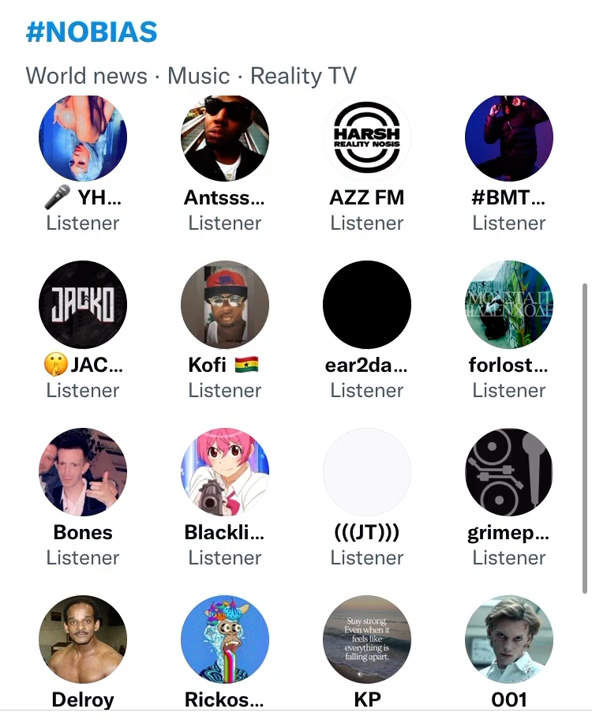 #NOBIAS
World news · Music · Reality TV
HARSH
REALITY NOSIS
🎤 YH...
Antsss...
AZZ FM
#BMT...
Listener
Listener
Listener
Listener
JACKO
🤫JAC...
Kofi 🇬🇭
ear2da...
forlost...
Listener
Listener
Listener
Listener
Bones
Blackli...
(((JT)))
grimep...
Listener
Listener
Listener
Listener
Stay strong.
Even when it
feels like
everything is
falling apart.
Delroy
Rickos...
KP
001